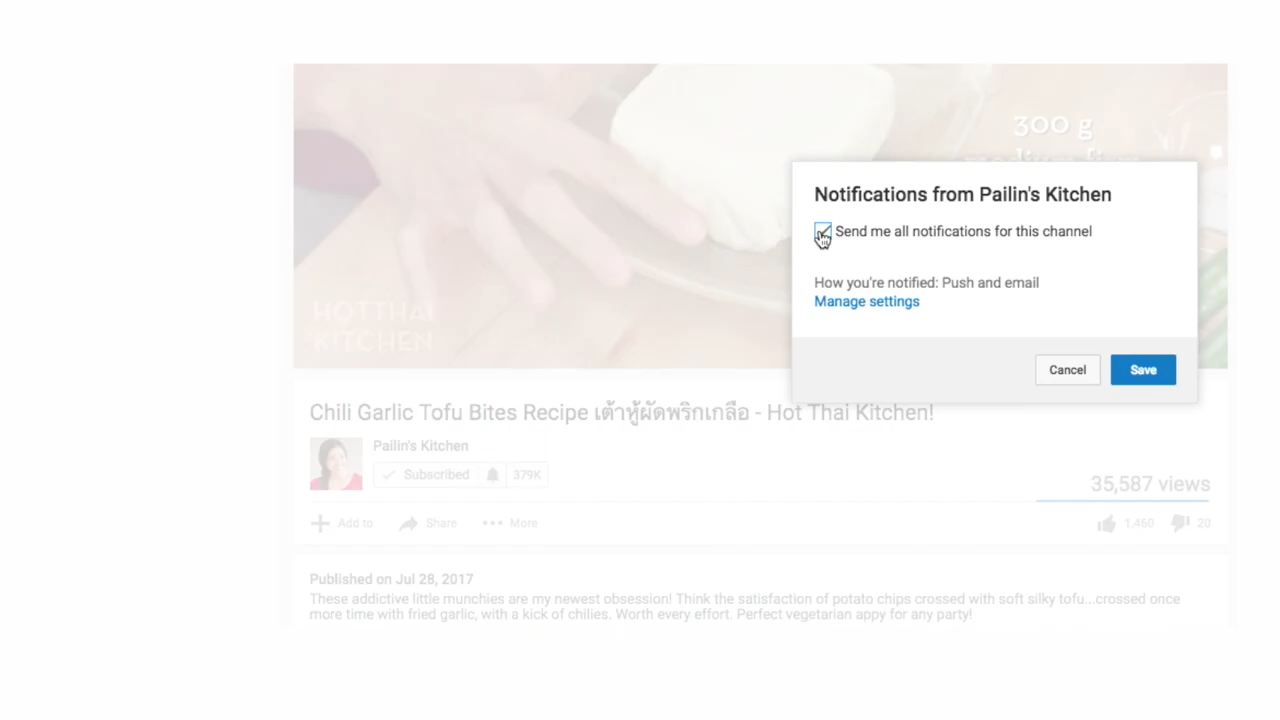 300 g
medium firm
Notifications from Pailin's Kitchen
Send me all notifications for this channel
How you're notified: Push and email
Manage settings
HOT THAI
KITCHEN
Cancel
Save
Chili Garlic Tofu Bites Recipe เต้าหู้ผัดพริกเกลือ - Hot Thai Kitchen!
Pailin's Kitchen
Subscribed 379K
35,587 views
Add to Share More
1,460 20
Published on Jul 28, 2017
These addictive little munchies are my newest obsession! Think the satisfaction of potato chips crossed with soft silky tofu...crossed once
more time with fried garlic, with a kick of chilies. Worth every effort. Perfect vegetarian appy for any party!